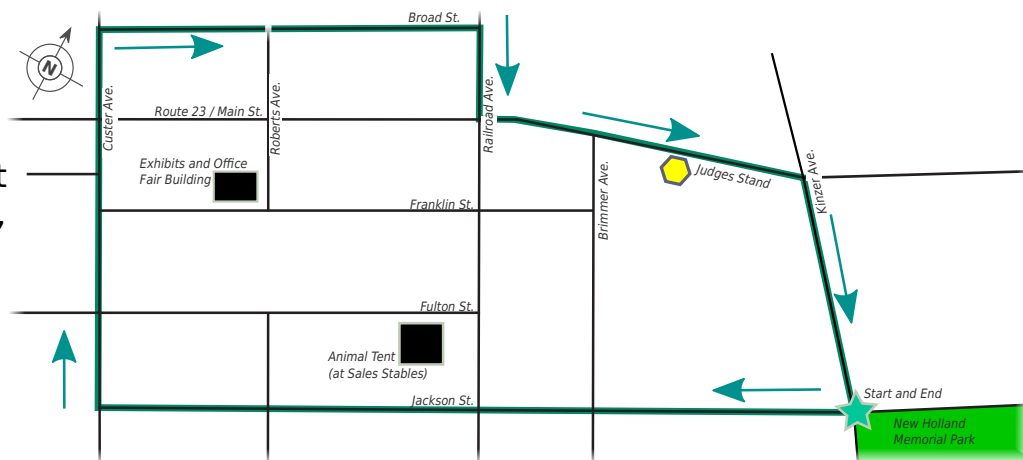 Broad St.
N
Custer Ave.
Route 23 / Main St.
Roberts Ave.
Railroad Ave.
Exhibits and Office
Fair Building
t
Judges Stand
Kinzer Ave.
Franklin St.
Brimmer Ave.
,
Fulton St.
Animal Tent
(at Sales Stables)
Jackson St.
Start and End
New Holland
Memorial Park